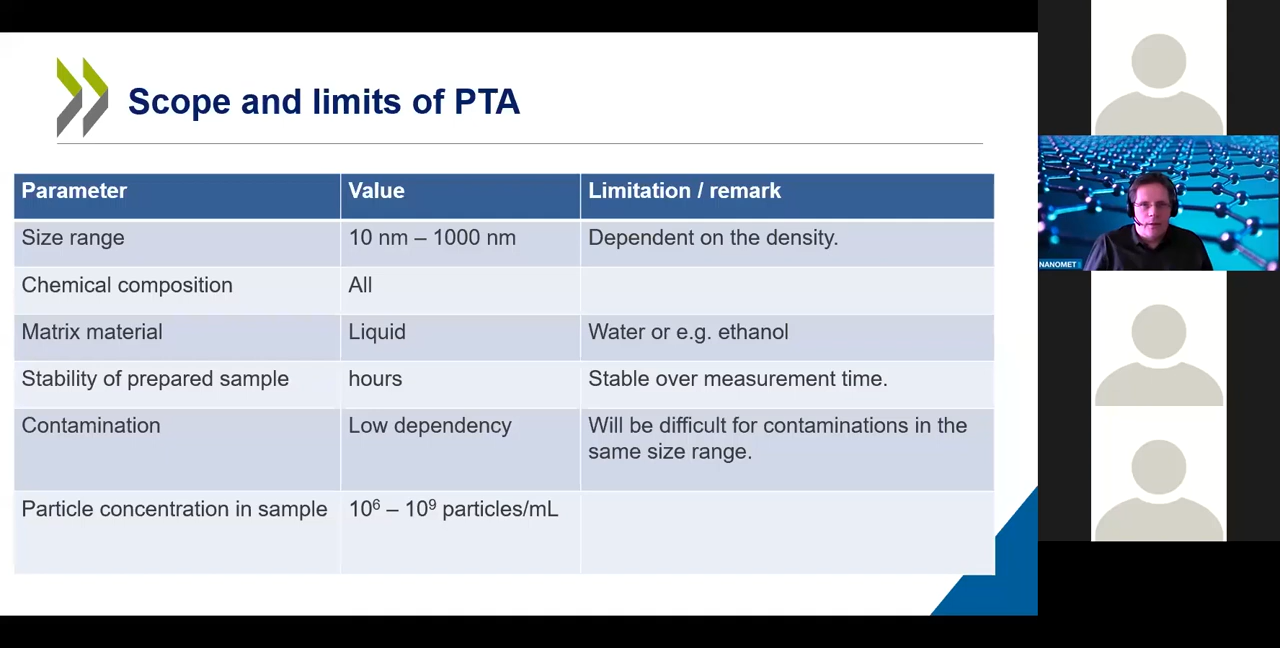 Scope and limits of PTA
Parameter Value Limitation / remark
Size range 10 nm – 1000 nm Dependent on the density.
Chemical composition All
Matrix material Liquid Water or e.g. ethanol
Stability of prepared sample hours Stable over measurement time.
Contamination Low dependency Will be difficult for contaminations in the
same size range.
Particle concentration in sample 10⁶ – 10⁹ particles/mL
NANOMET